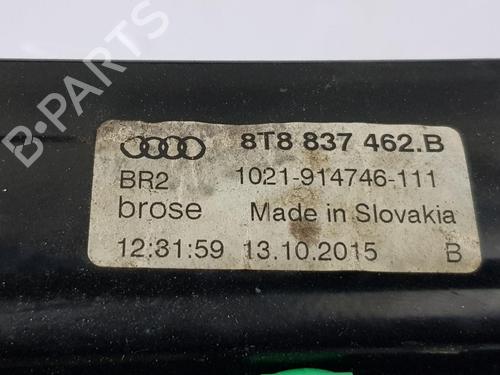 8T8 837 462.B
BR2 1021-914746-111
brose Made in Slovakia
12:31:59 13.10.2015 B
B-PARTS